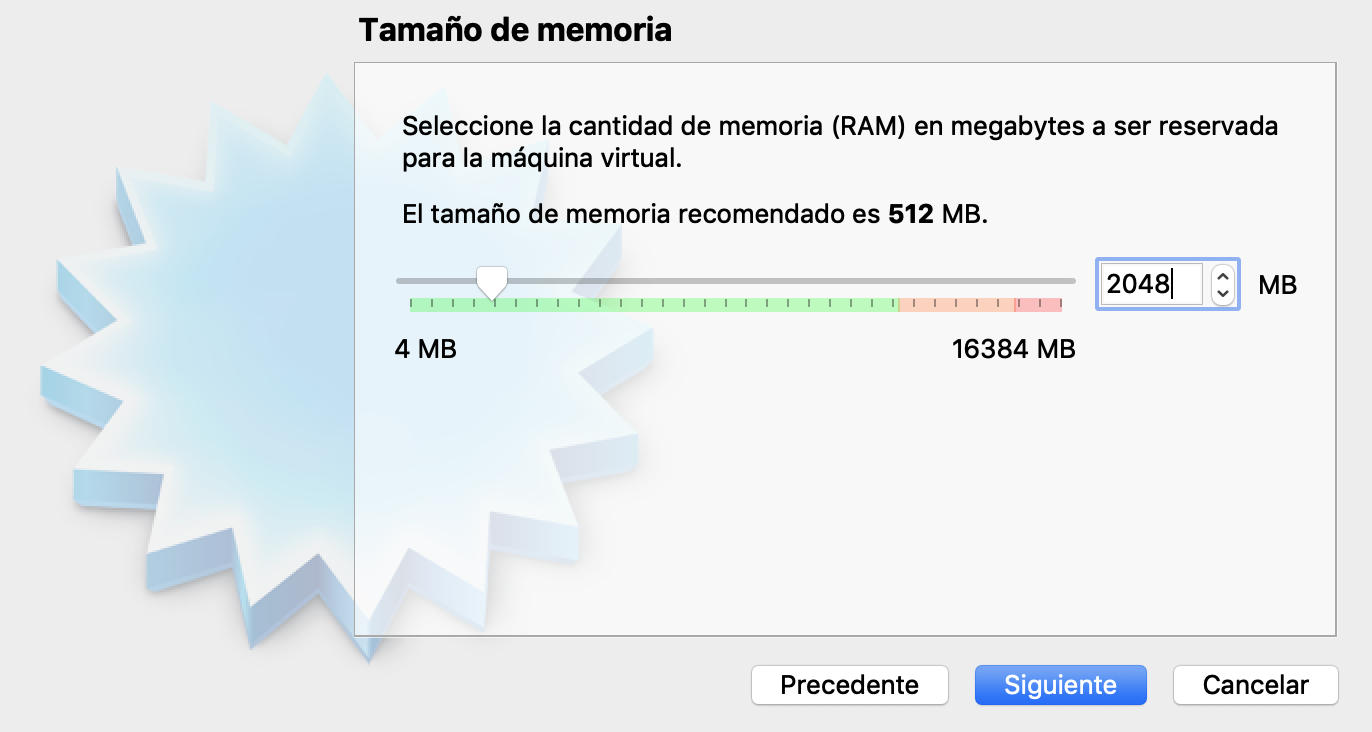 Tamaño de memoria
Seleccione la cantidad de memoria (RAM) en megabytes a ser reservada
para la máquina virtual.
El tamaño de memoria recomendado es 512 MB.
2048 MB
4 MB 16384 MB
Precedente Siguiente Cancelar